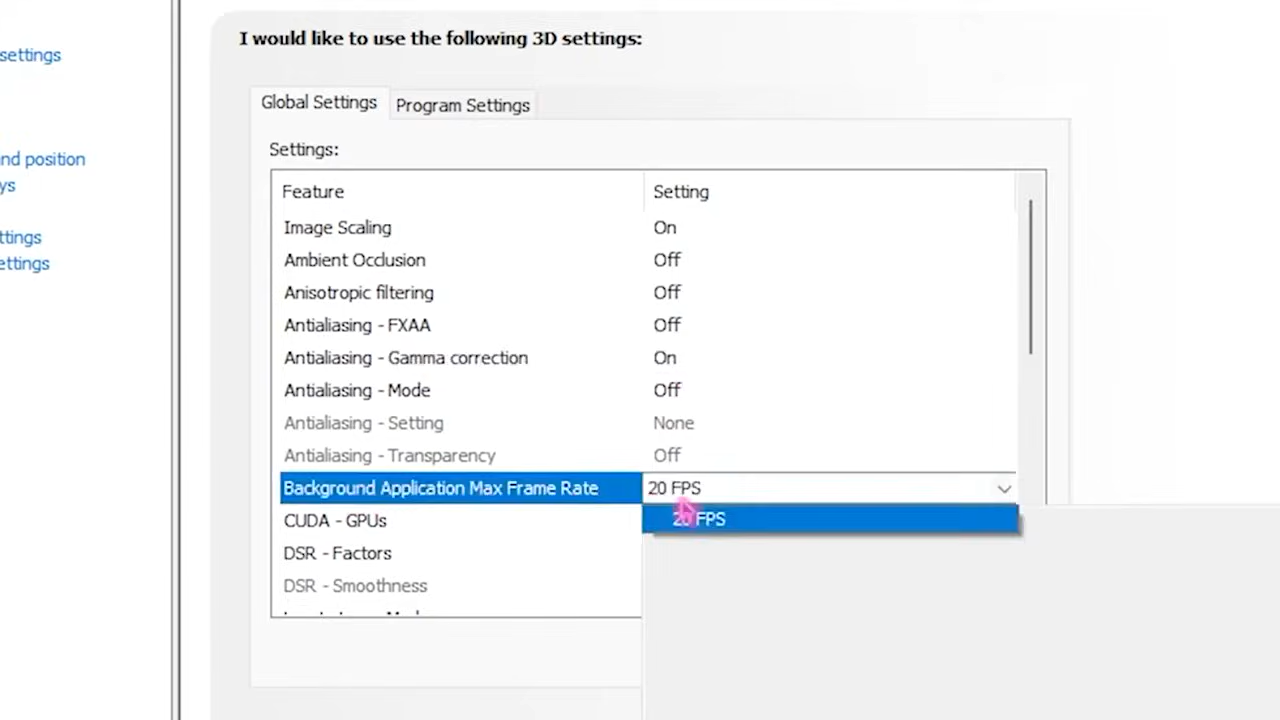 I would like to use the following 3D settings:
settings
Global Settings
Program Settings
Settings:
nd position
ys
Feature Setting
Image Scaling On
ttings
Ambient Occlusion Off
ettings
Anisotropic filtering Off
Antialiasing - FXAA Off
Antialiasing - Gamma correction On
Antialiasing - Mode Off
Antialiasing - Setting None
Antialiasing - Transparency Off
Background Application Max Frame Rate 20 FPS
20 FPS
CUDA - GPUs
DSR - Factors
DSR - Smoothness